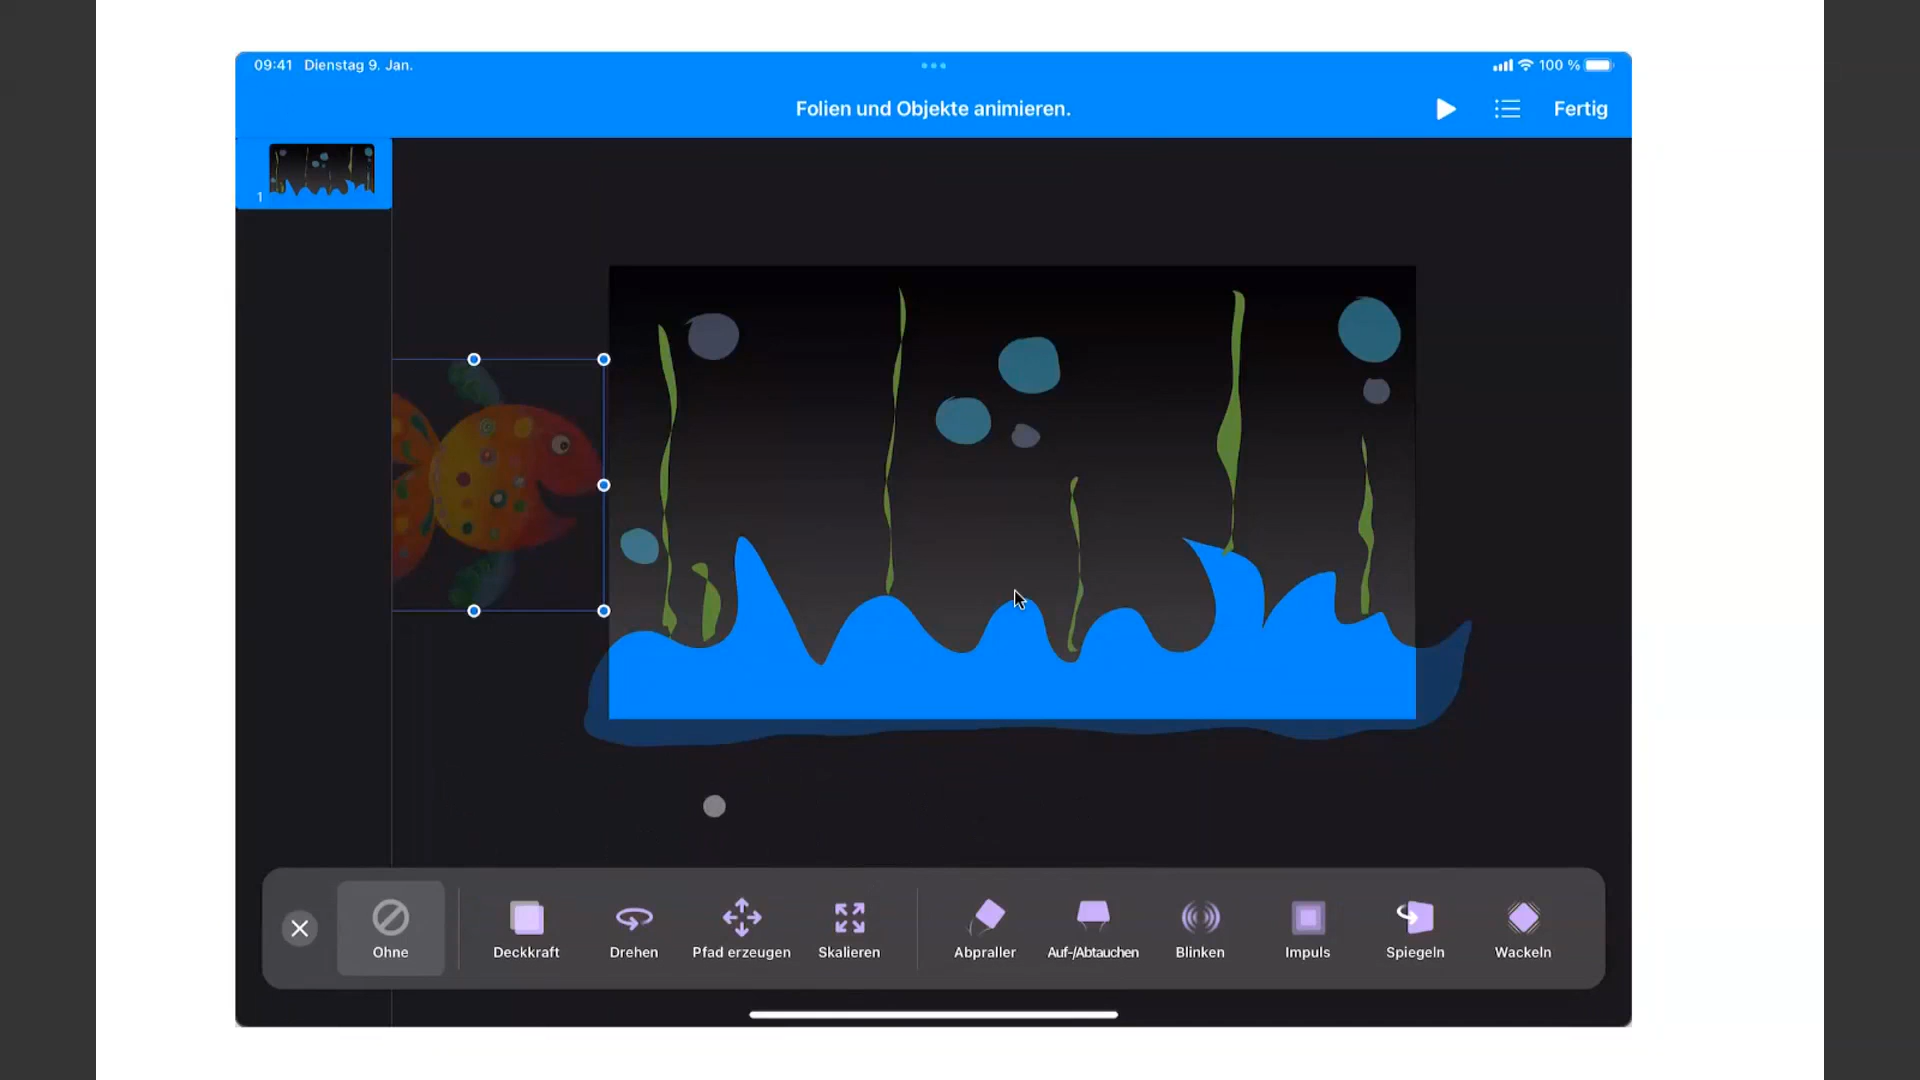 09:41 Dienstag 9. Jan.
100 %
Folien und Objekte animieren.
Fertig
1
Ohne
Deckkraft
Drehen
Pfad erzeugen
Skalieren
Abpraller
Auf-/Abtauchen
Blinken
Impuls
Spiegeln
Wackeln